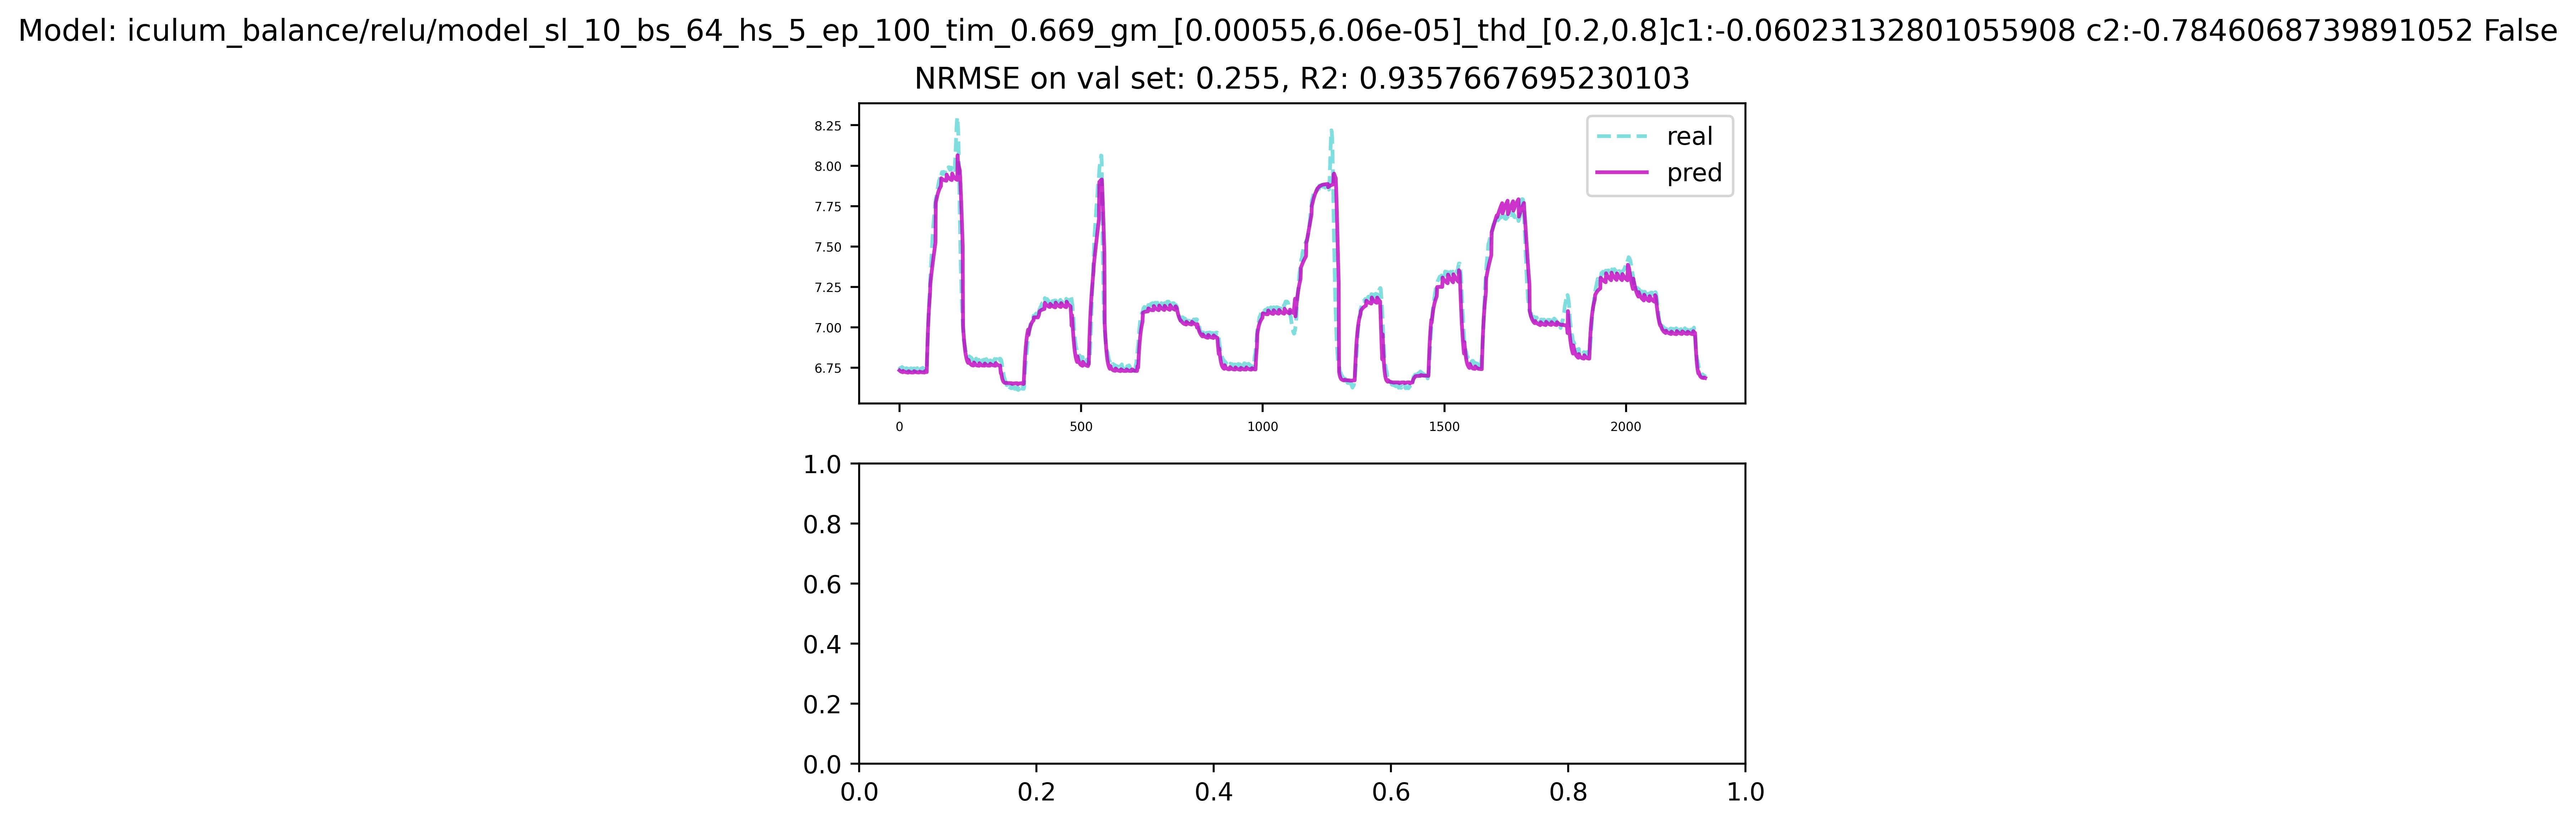 Model: iculum_balance/relu/model_sl_10_bs_64_hs_5_ep_100_tim_0.669_gm_[0.00055,6.06e-05]_thd_[0.2,0.8]c1:-0.06023132801055908 c2:-0.7846068739891052 False
NRMSE on val set: 0.255, R2: 0.9357667695230103
real
pred
8.25
8.00
7.75
7.50
7.25
7.00
6.75
0 500 1000 1500 2000
1.0
0.8
0.6
0.4
0.2
0.0
0.0 0.2 0.4 0.6 0.8 1.0